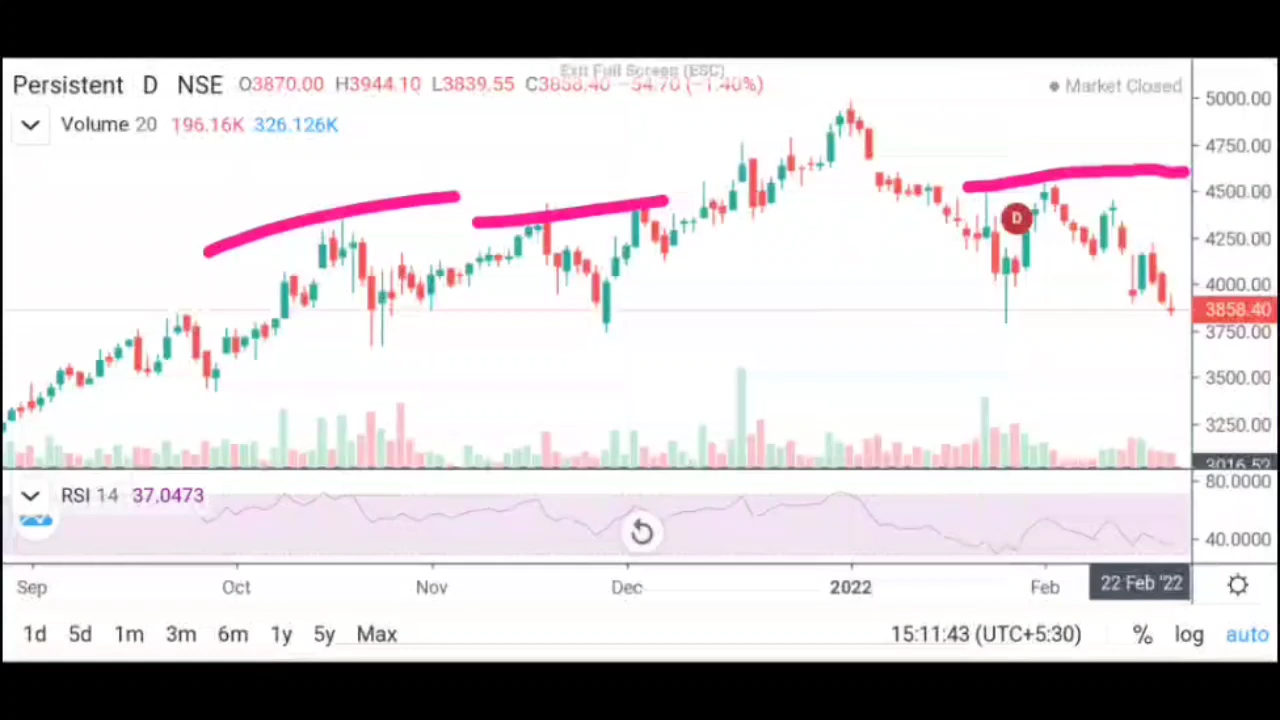 Exit Full Screen (ESC)
Persistent D NSE O3870.00 H3944.10 L3839.55 C3858.40 −54.70 (−1.40%)
Market Closed
Volume 20 196.16K 326.126K
5000.00
4750.00
4500.00
D
4250.00
4000.00
3858.40
3750.00
3500.00
3250.00
3016.52
80.0000
RSI 14 37.0473
40.0000
Sep Oct Nov Dec 2022 Feb 22 Feb '22
1d 5d 1m 3m 6m 1y 5y Max 15:11:43 (UTC+5:30) % log auto